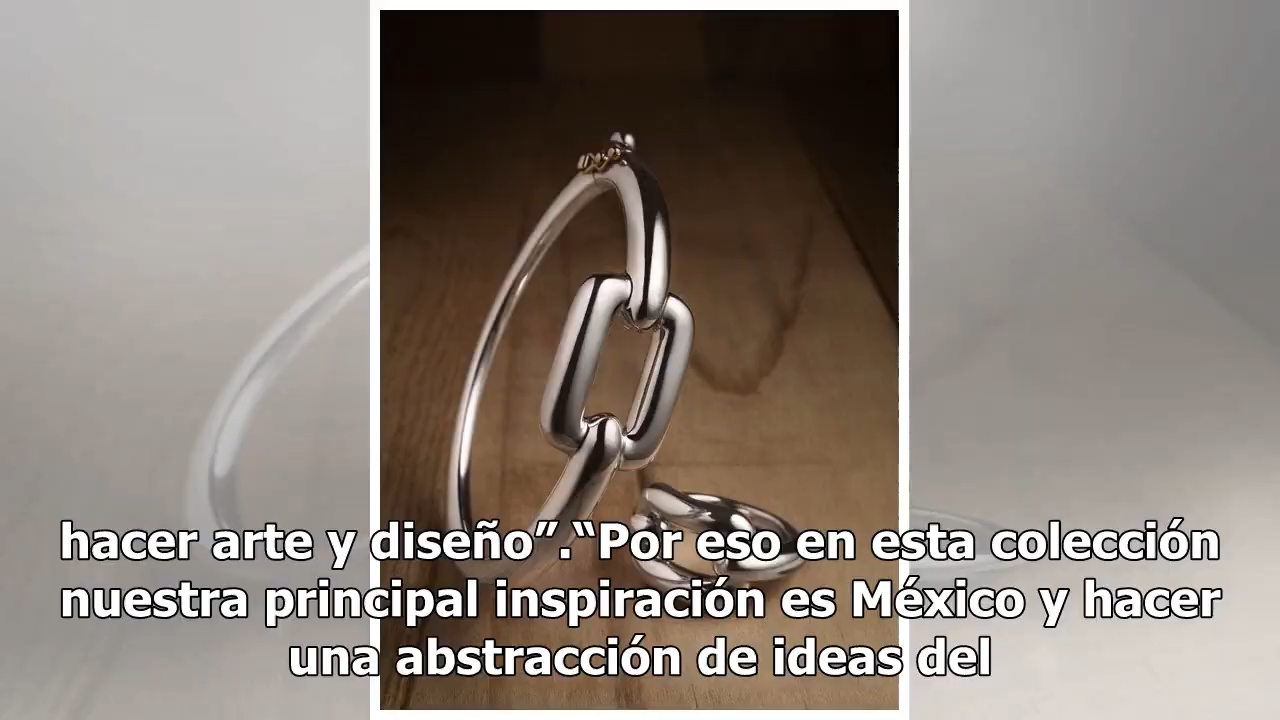 hacer arte y diseño”.“Por eso en esta colección
nuestra principal inspiración es México y hacer
una abstracción de ideas del